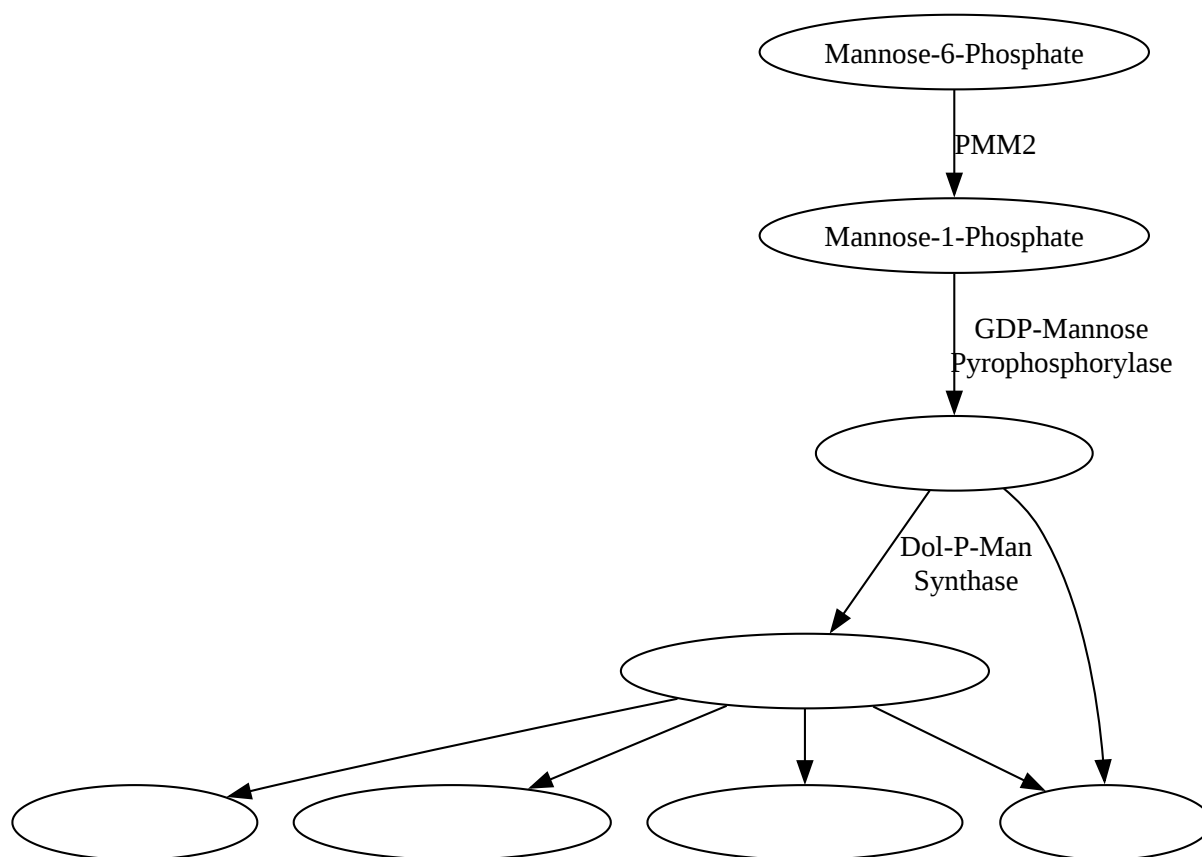 Mannose-6-Phosphate
PMM2
Mannose-1-Phosphate
GDP-Mannose
Pyrophosphorylase
Dol-P-Man
Synthase